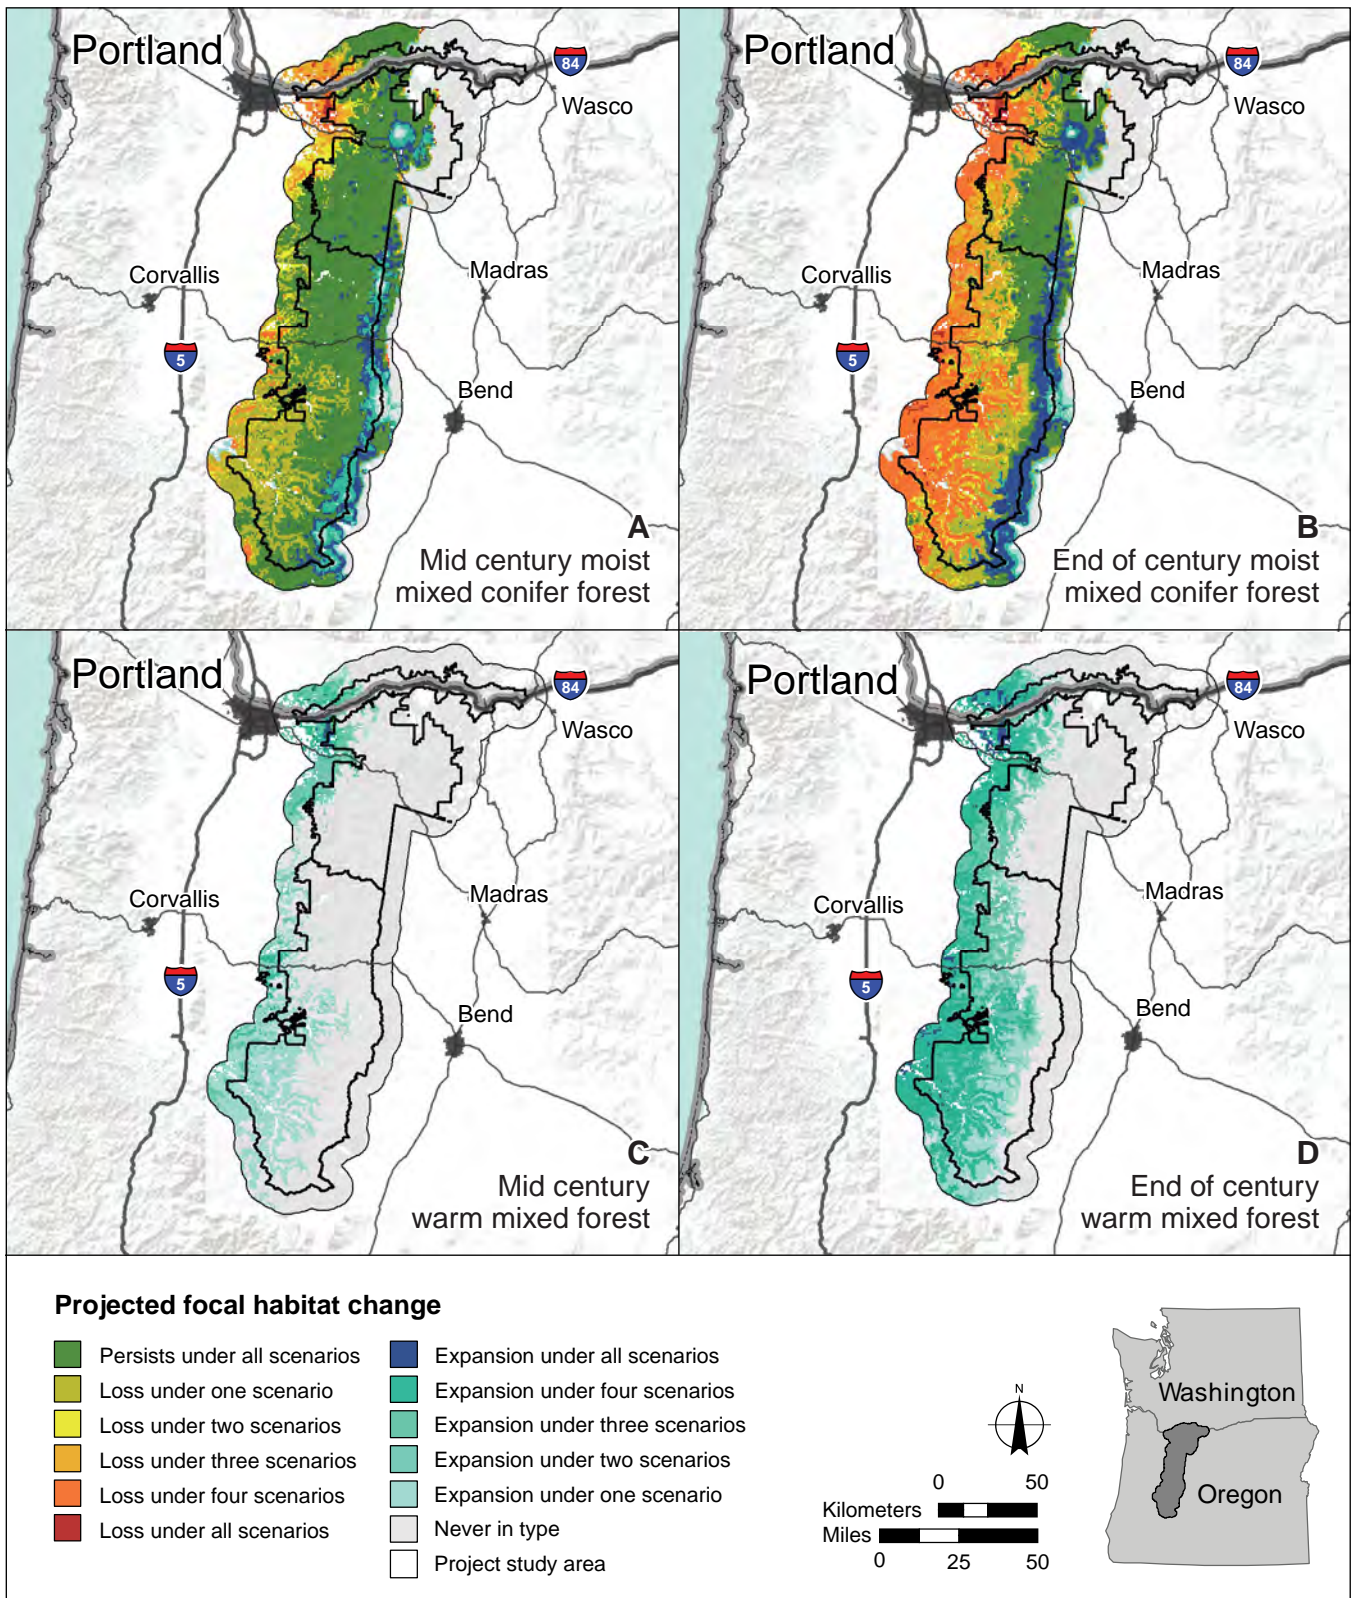 Portland
84
Wasco
Corvallis
Madras
5
Bend
A
Mid century moist
mixed conifer forest
Portland
84
Wasco
Corvallis
Madras
5
Bend
B
End of century moist
mixed conifer forest
Portland
84
Wasco
Corvallis
Madras
5
Bend
C
Mid century
warm mixed forest
Portland
84
Wasco
Corvallis
Madras
5
Bend
D
End of century
warm mixed forest
Projected focal habitat change
Persists under all scenarios
Loss under one scenario
Loss under two scenarios
Loss under three scenarios
Loss under four scenarios
Loss under all scenarios
Expansion under all scenarios
Expansion under four scenarios
Expansion under three scenarios
Expansion under two scenarios
Expansion under one scenario
Never in type
Project study area
N
0 50
Kilometers
Miles
0 25 50
Washington
Oregon